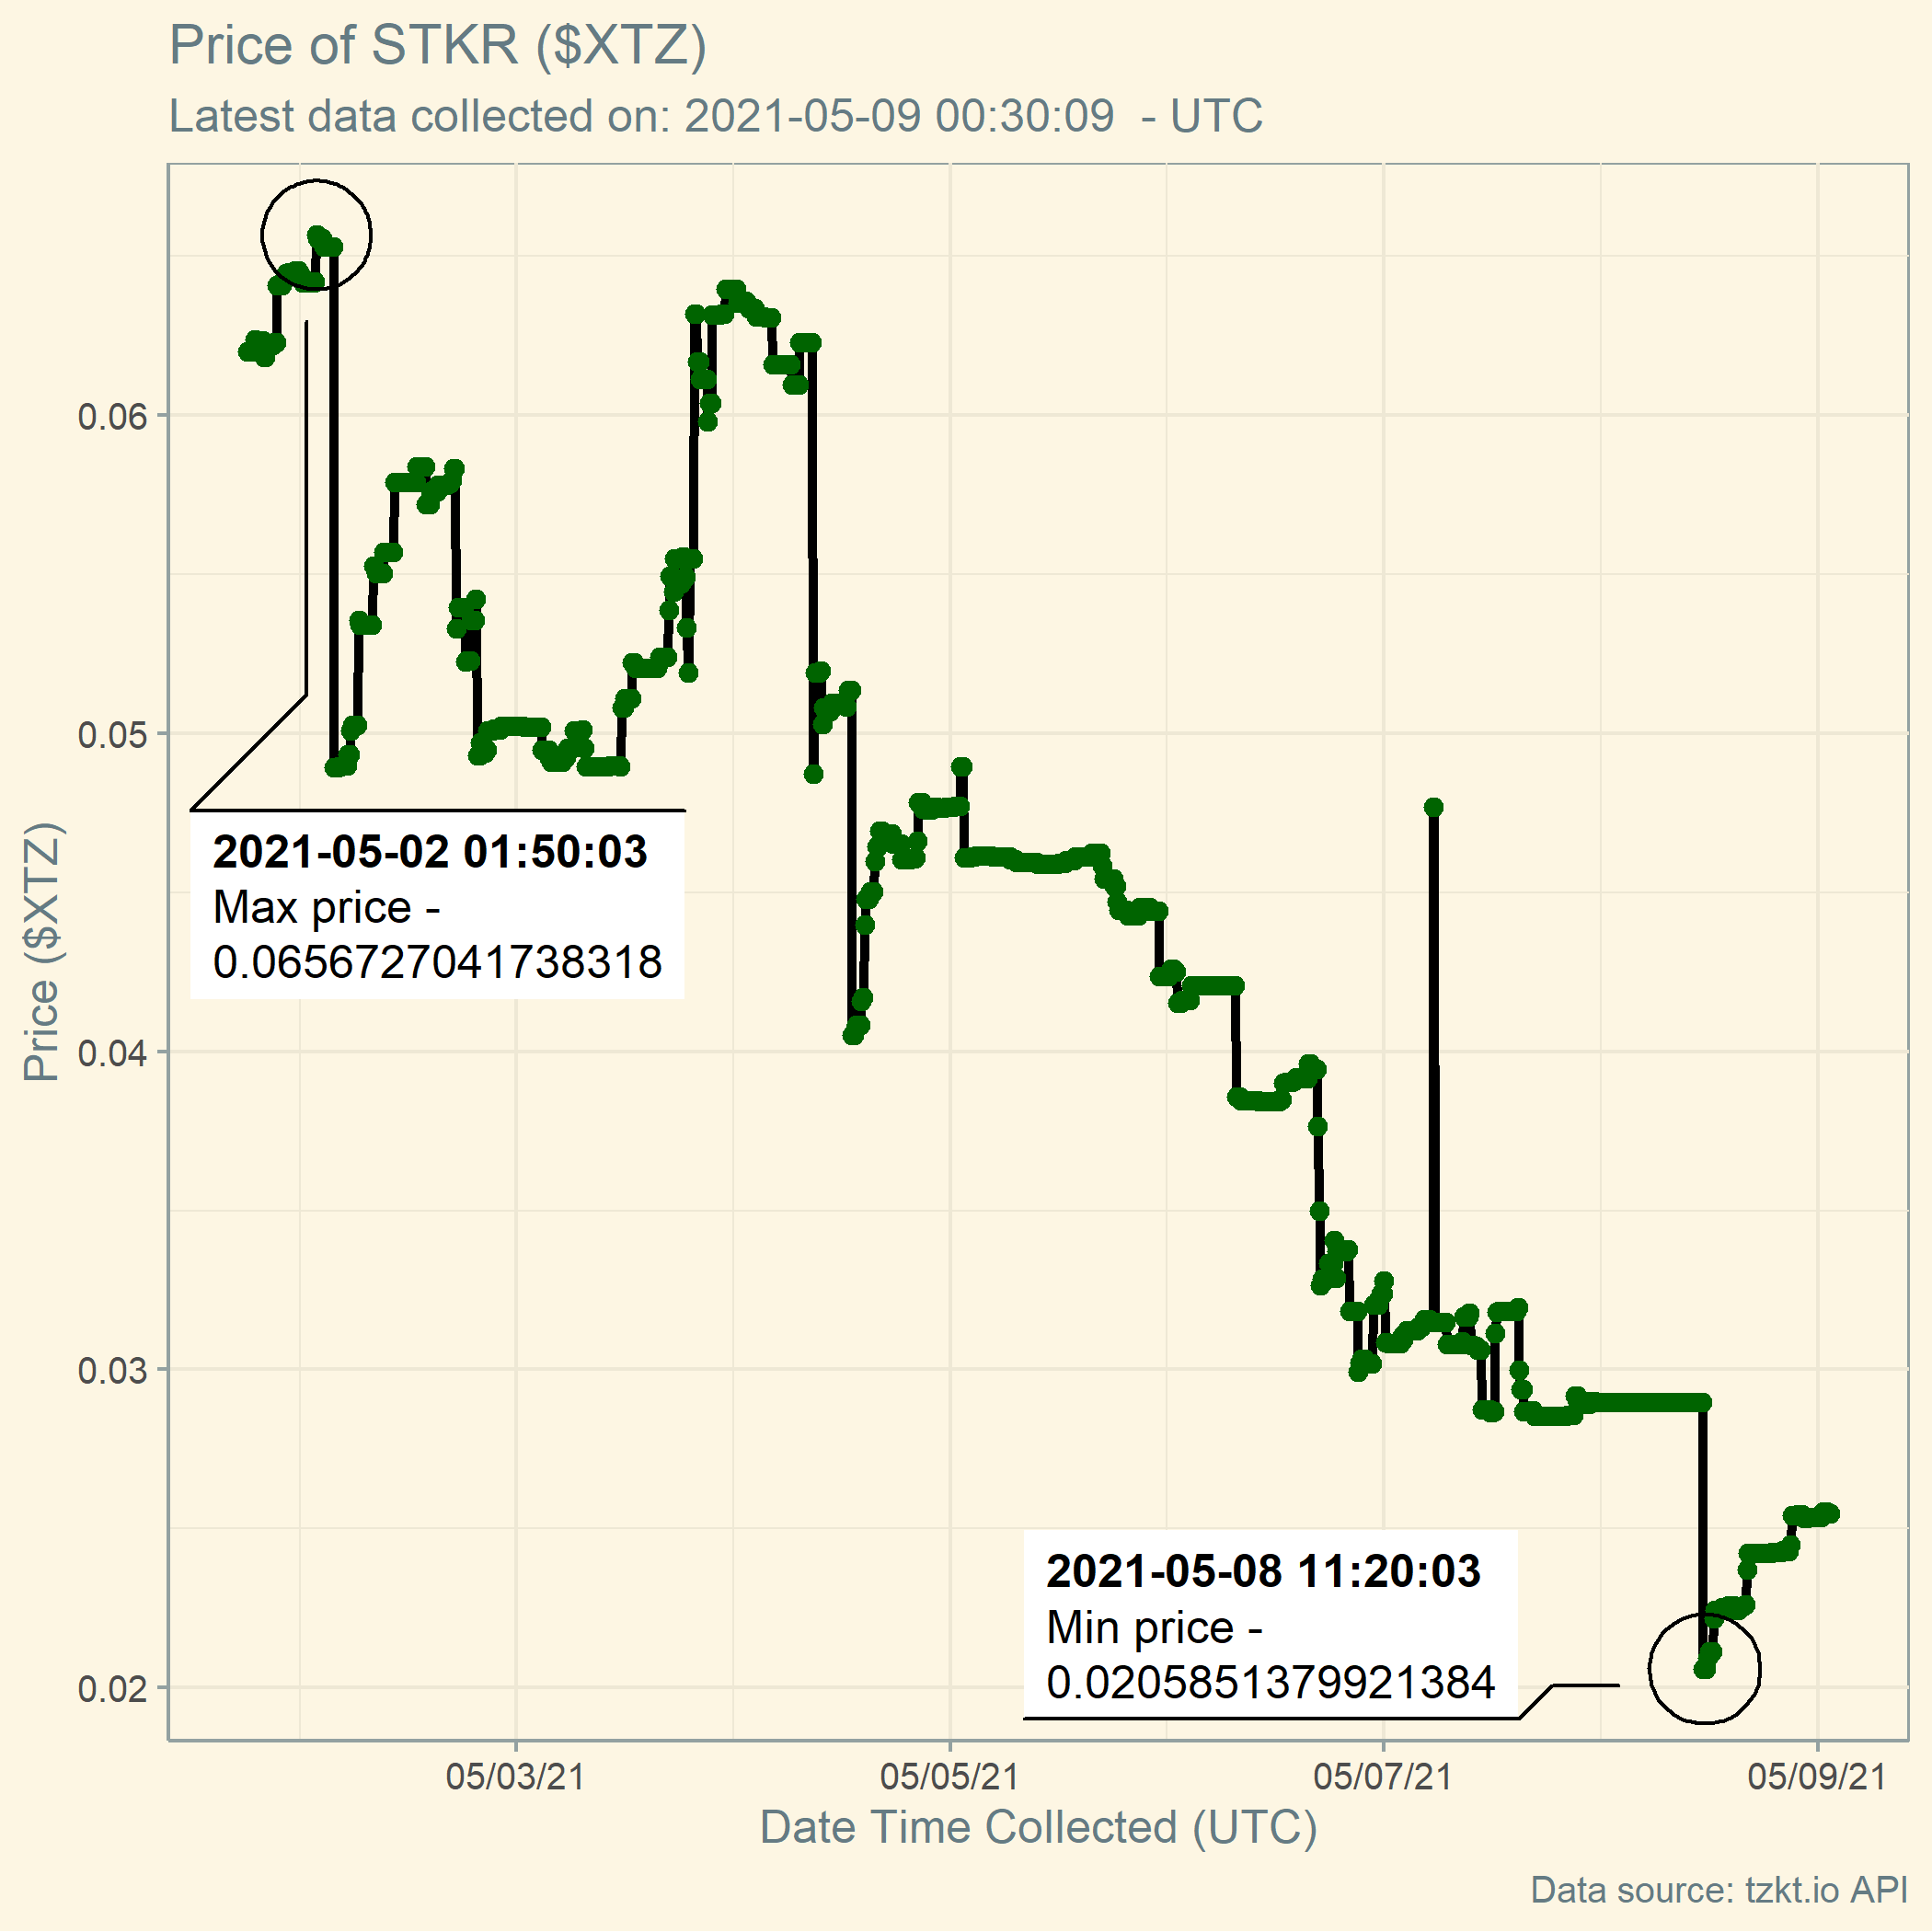 Price of STKR ($XTZ)
Latest data collected on: 2021-05-09 00:30:09  - UTC
Price ($XTZ)
0.06
0.05
0.04
0.03
0.02
2021-05-02 01:50:03
Max price -
0.0656727041738318
2021-05-08 11:20:03
Min price -
0.0205851379921384
05/03/21
05/05/21
05/07/21
05/09/21
Date Time Collected (UTC)
Data source: tzkt.io API